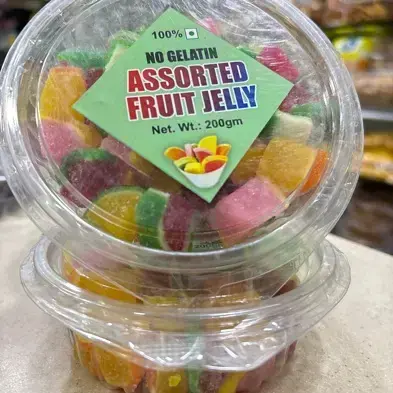 100%
NO GELATIN
ASSORTED
FRUIT JELLY
Net. Wt.: 200gm